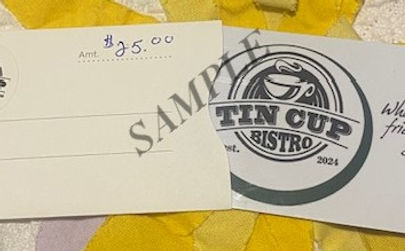 Amt. $25.00
SAMPLE
TIN CUP
BISTRO
est. 2024